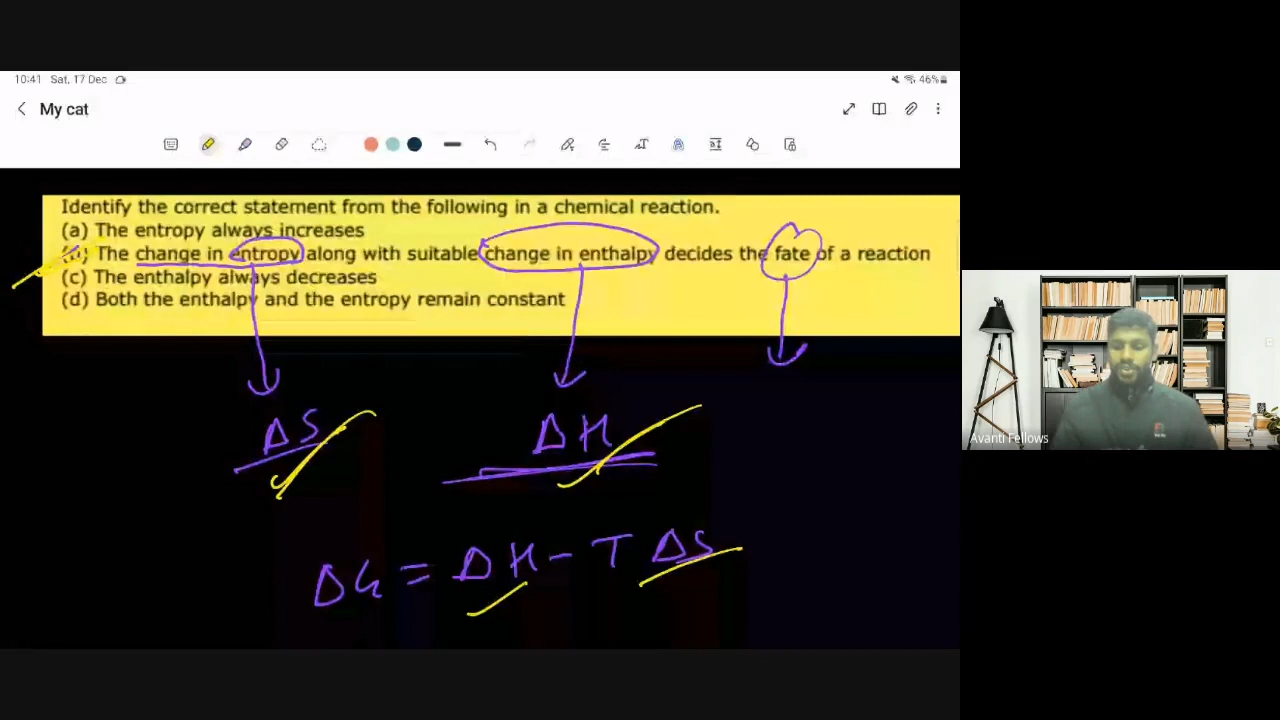 10:41 Sat, 17 Dec 46%
My cat
Identify the correct statement from the following in a chemical reaction.
(a) The entropy always increases
The change in entropy along with suitable change in enthalpy decides the fate of a reaction
(c) The enthalpy always decreases
(d) Both the enthalpy and the entropy remain constant
ΔS ΔH
ΔG = ΔH - T ΔS
Avanti Fellows